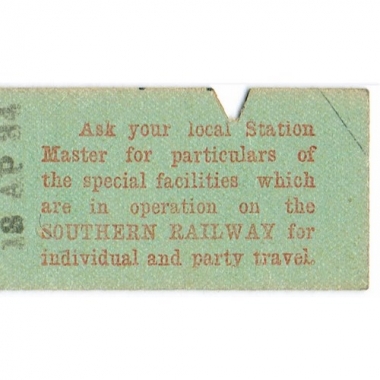 Ask your local Station
Master for particulars of
the special facilities which
are in operation on the
SOUTHERN RAILWAY for
individual and party travel.
18 AP 34